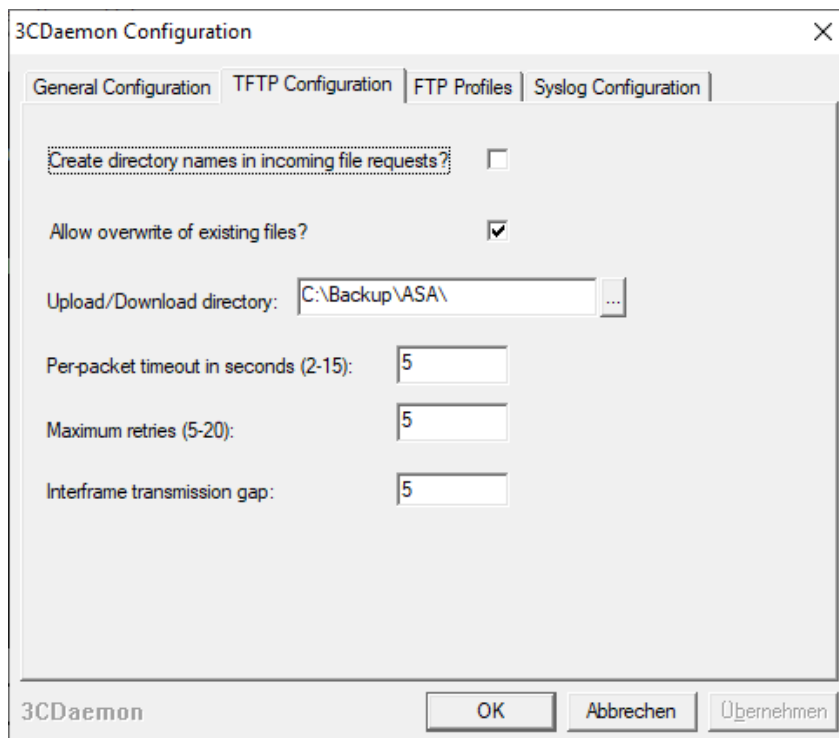 3CDaemon Configuration
General Configuration TFTP Configuration FTP Profiles Syslog Configuration
Create directory names in incoming file requests?
Allow overwrite of existing files?
Upload/Download directory: C:\Backup\ASA\ ...
Per-packet timeout in seconds (2-15): 5
Maximum retries (5-20): 5
Interframe transmission gap: 5
3CDaemon OK Abbrechen Übernehmen